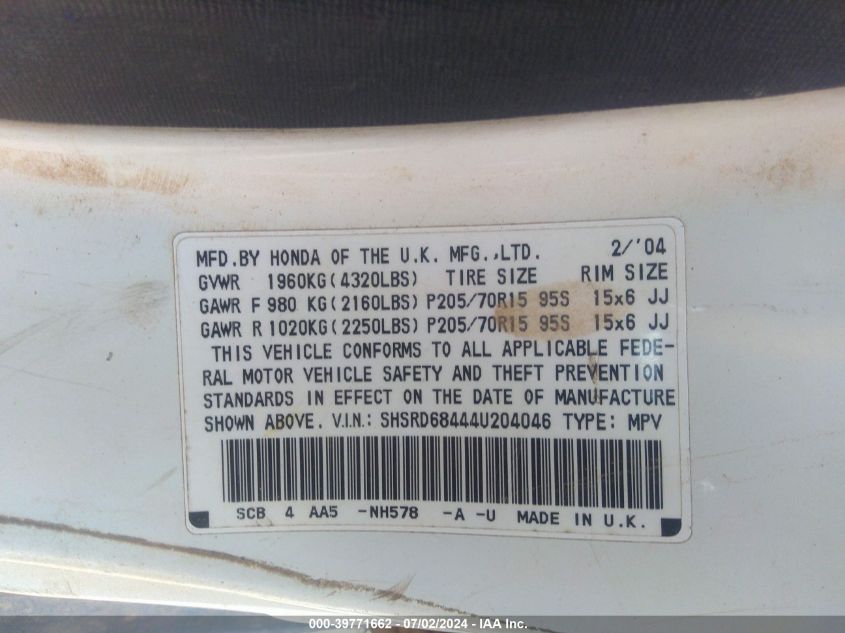 MFD.BY HONDA OF THE U.K. MFG.,LTD. 2/'04
GVWR 1960KG(4320LBS) TIRE SIZE RIM SIZE
GAWR F 980 KG(2160LBS) P205/70R15 95S 15x6 JJ
GAWR R 1020KG(2250LBS) P205/70R15 95S 15x6 JJ
THIS VEHICLE CONFORMS TO ALL APPLICABLE FEDE-
RAL MOTOR VEHICLE SAFETY AND THEFT PREVENTION
STANDARDS IN EFFECT ON THE DATE OF MANUFACTURE
SHOWN ABOVE. V.I.N.: SHSRD68444U204046 TYPE: MPV
SCB 4 AA5 -NH578 -A -U MADE IN U.K.
000-39771662 - 07/02/2024 - IAA Inc.